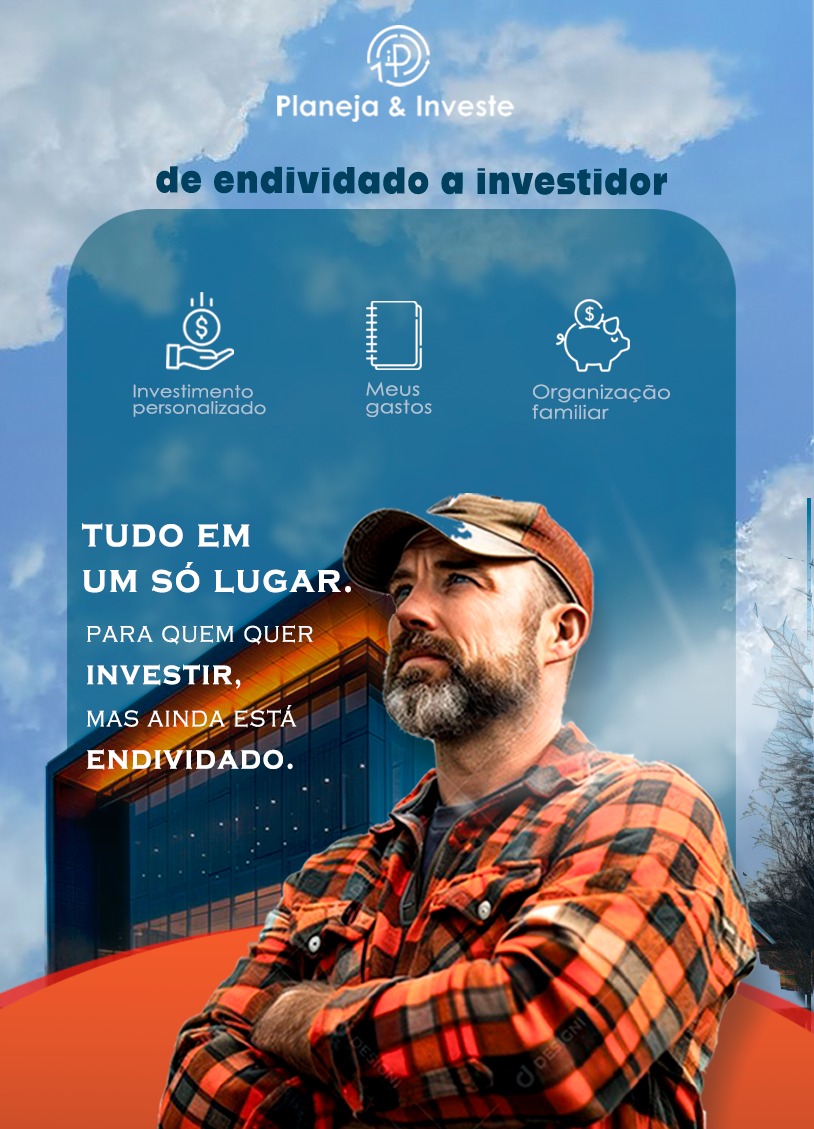 Planeja & Investe
de endividado a investidor
Investimento
personalizado
Meus
gastos
Organização
familiar
TUDO EM
UM SÓ LUGAR.
PARA QUEM QUER
INVESTIR,
MAS AINDA ESTÁ
ENDIVIDADO.